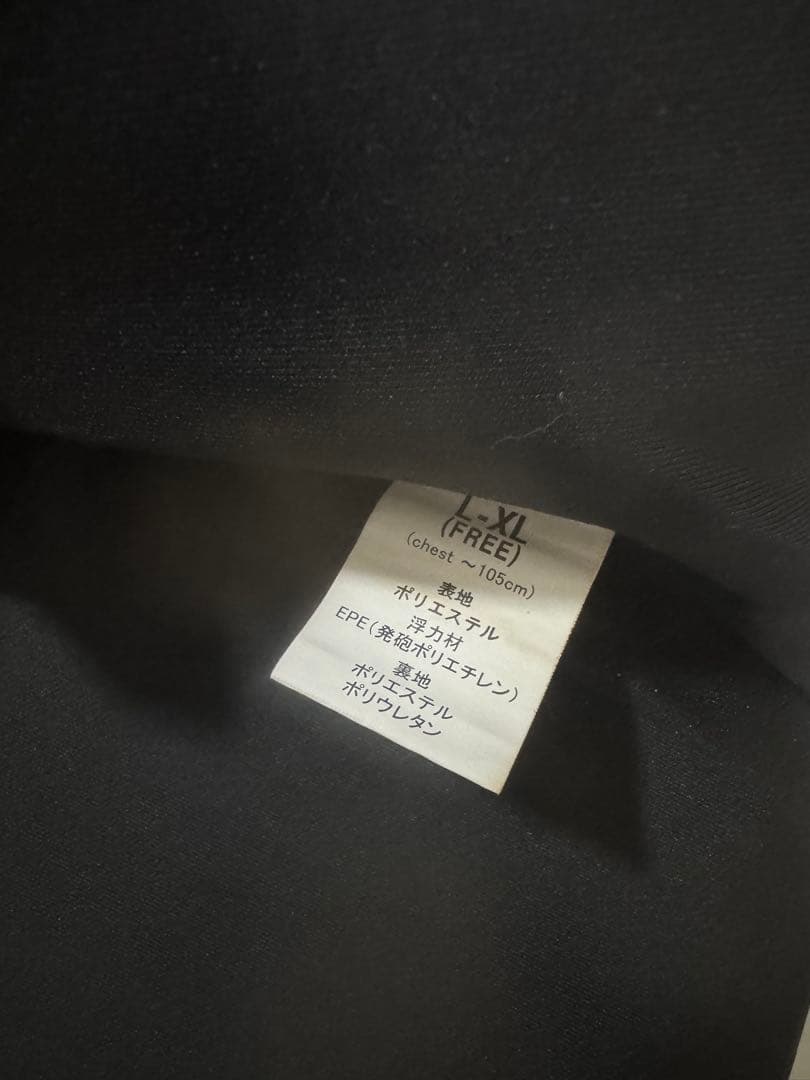 L-XL
(FREE)
(chest ～105cm)
表地
ポリエステル
浮力材
EPE(発砲ポリエチレン)
裏地
ポリエステル
ポリウレタン